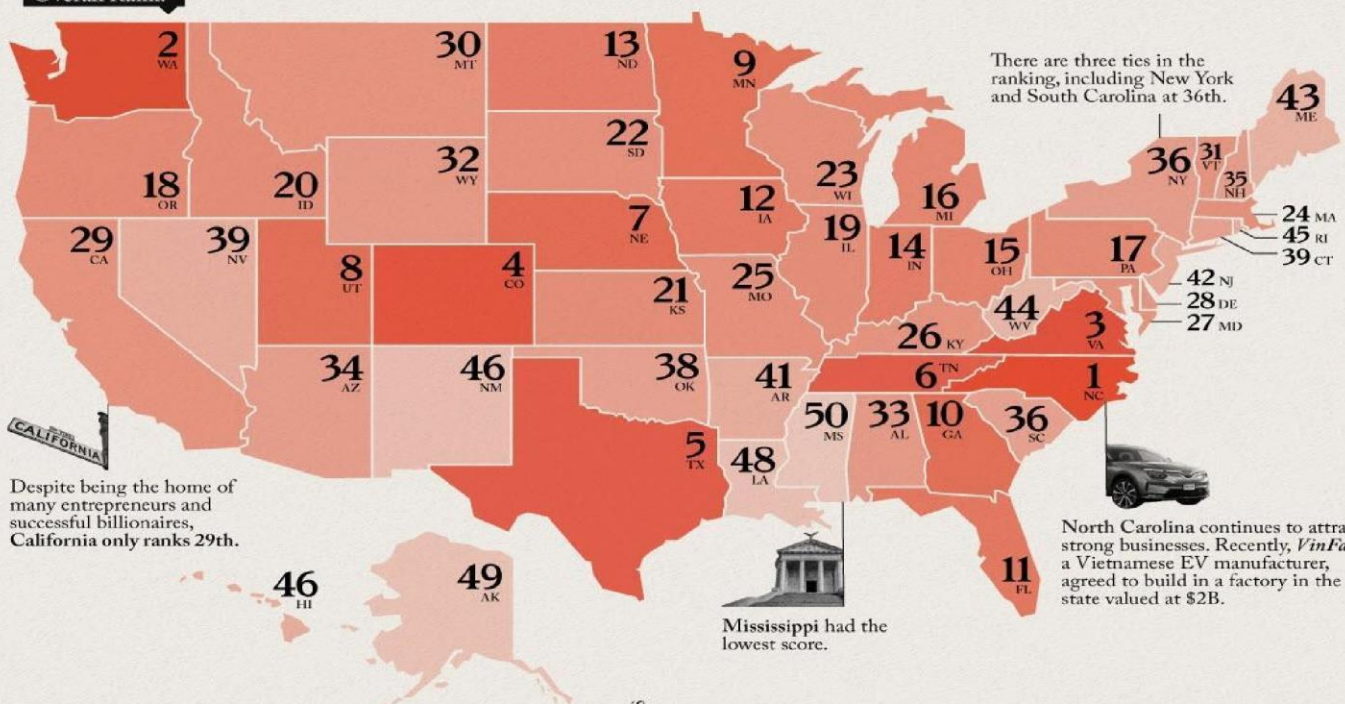 Overall Rank
2
WA
30
MT
13
ND
9
MN
There are three ties in the
ranking, including New York
and South Carolina at 36th.
43
ME
18
OR
20
ID
32
WY
22
SD
23
WI
16
MI
36
NY
31
VT
35
NH
24 MA
45 RI
39 CT
29
CA
39
NV
8
UT
4
CO
7
NE
12
IA
19
IL
14
IN
15
OH
17
PA
42 NJ
28 DE
27 MD
21
KS
25
MO
26 KY
44
WV
3
VA
34
AZ
46
NM
38
OK
41
AR
6 TN
1
NC
5
TX
48
LA
50
MS
33
AL
10
GA
36
SC
11
FL
CALIFORNIA
Despite being the home of
many entrepreneurs and
successful billionaires,
California only ranks 29th.
46
HI
49
AK
Mississippi had the
lowest score.
North Carolina continues to attra
strong businesses. Recently, VinFa
a Vietnamese EV manufacturer,
agreed to build in a factory in the
state valued at $2B.